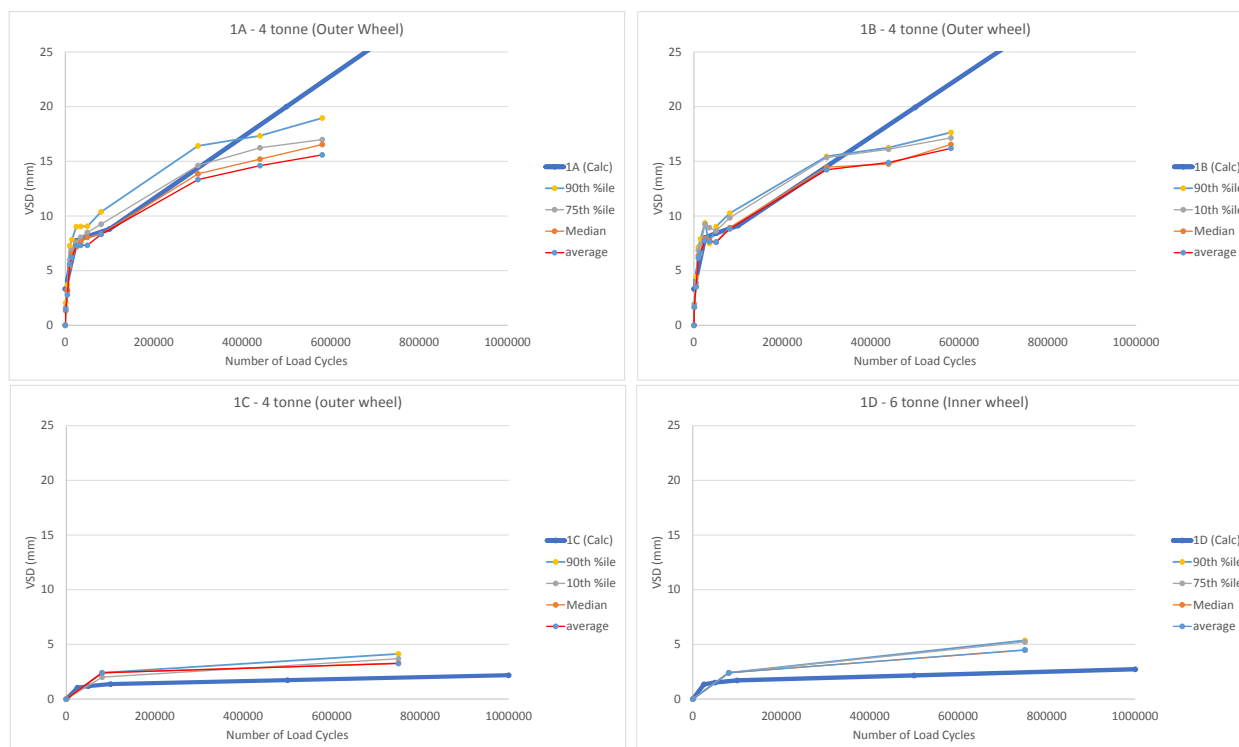 1A - 4 tonne (Outer Wheel)
25
20
15
10
5
0
VSD (mm)
0 200000 400000 600000 800000 1000000
Number of Load Cycles
1A (Calc)
90th %ile
75th %ile
Median
average
1B - 4 tonne (Outer wheel)
25
20
15
10
5
0
VSD (mm)
0 200000 400000 600000 800000 1000000
Number of Load Cycles
1B (Calc)
90th %ile
10th %ile
Median
average
1C - 4 tonne (outer wheel)
25
20
15
10
5
0
VSD (mm)
0 200000 400000 600000 800000 1000000
Number of Load Cycles
1C (Calc)
90th %ile
10th %ile
Median
average
1D - 6 tonne (Inner wheel)
25
20
15
10
5
0
VSD (mm)
0 200000 400000 600000 800000 1000000
Number of Load Cycles
1D (Calc)
90th %ile
75th %ile
Median
average